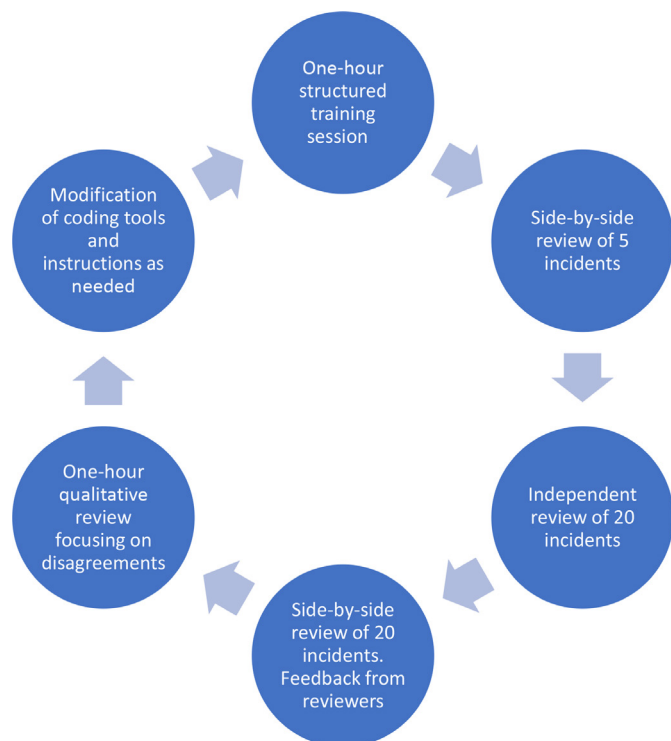 One-hour
structured
training
session
Side-by-side
review of 5
incidents
Independent
review of 20
incidents
Side-by-side
review of 20
incidents.
Feedback from
reviewers
One-hour
qualitative
review
focusing on
disagreements
Modification
of coding tools
and
instructions as
needed